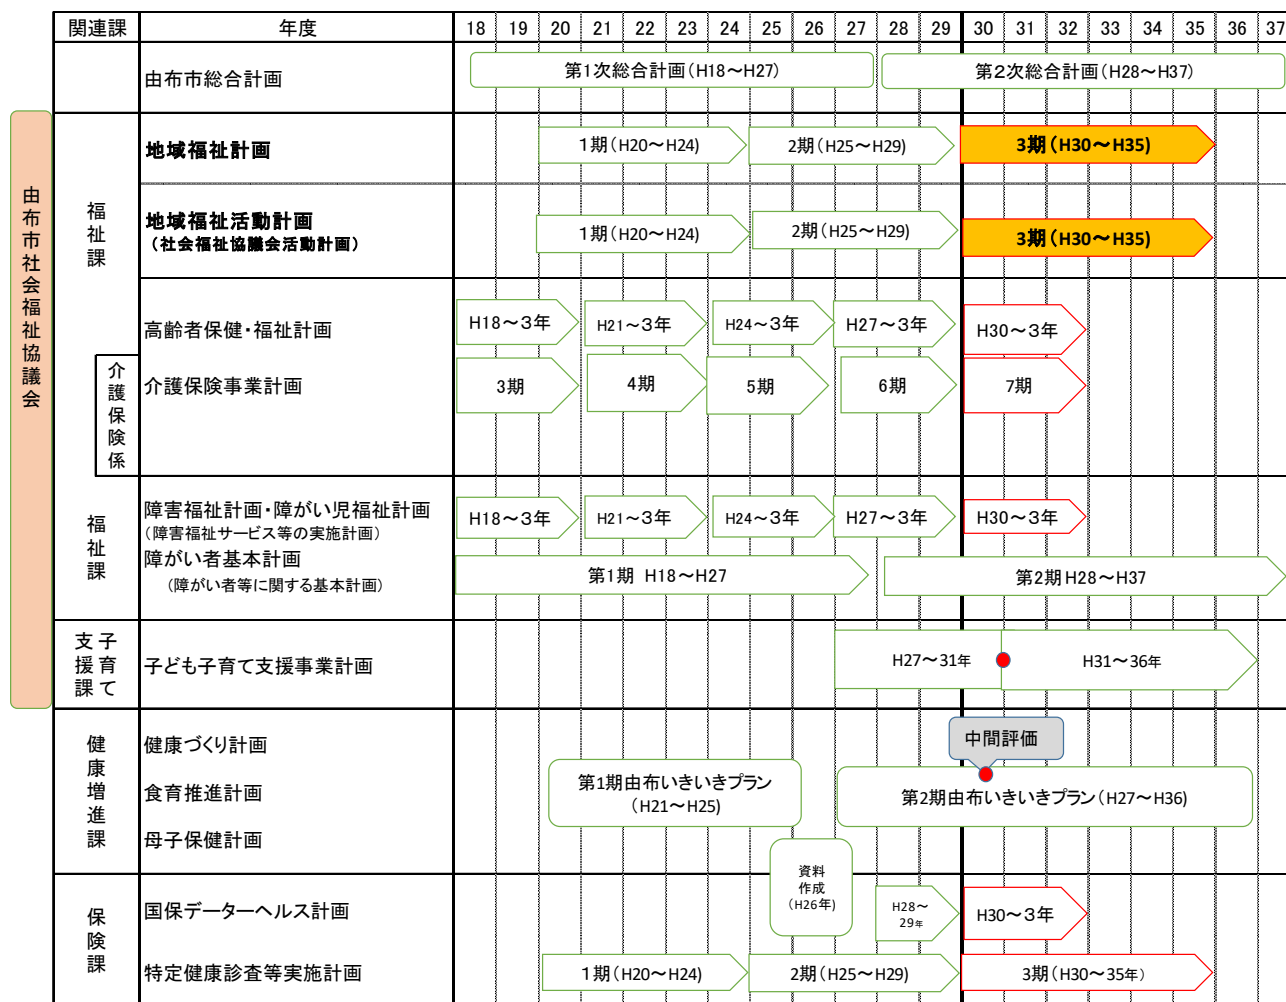 関連課 年度 18 19 20 21 22 23 24 25 26 27 28 29 30 31 32 33 34 35 36 37
由布市総合計画 第1次総合計画(H18～H27) 第2次総合計画(H28～H37)
由布市社会福祉協議会
福祉課
地域福祉計画 1期(H20～H24) 2期(H25～H29) 3期(H30～H35)
地域福祉活動計画
(社会福祉協議会活動計画)
1期(H20～H24) 2期(H25～H29) 3期(H30～H35)
高齢者保健・福祉計画 H18～3年 H21～3年 H24～3年 H27～3年 H30～3年
介護保険係
介護保険事業計画 3期 4期 5期 6期 7期
福祉課
障害福祉計画・障がい児福祉計画
(障害福祉サービス等の実施計画)
H18～3年 H21～3年 H24～3年 H27～3年 H30～3年
障がい者基本計画
(障がい者等に関する基本計画)
第1期 H18～H27 第2期H28～H37
子育て支援課
子ども子育て支援事業計画 H27～31年 H31～36年
健康増進課
健康づくり計画 中間評価
食育推進計画
第1期由布いきいきプラン
(H21～H25)
第2期由布いきいきプラン(H27～H36)
母子保健計画
資料
作成
(H26年)
保険課
国保データーヘルス計画
H28～
29年
H30～3年
特定健康診査等実施計画 1期(H20～H24) 2期(H25～H29) 3期(H30～35年)